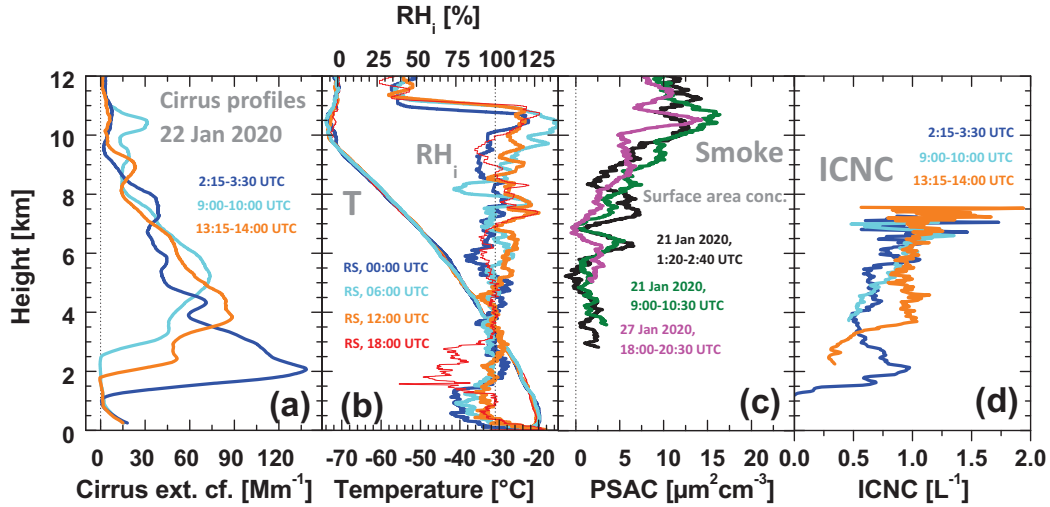 RHᵢ [%]
0 25 50 75 100 125
12
10
8
6
4
2
0
Height [km]
Cirrus profiles
22 Jan 2020
2:15-3:30 UTC
9:00-10:00 UTC
13:15-14:00 UTC
(a)
0 30 60 90 120
Cirrus ext. cf. [Mm⁻¹]
RHᵢ
T
RS, 00:00 UTC
RS, 06:00 UTC
RS, 12:00 UTC
RS, 18:00 UTC
(b)
-70 -60 -50 -40 -30 -20
Temperature [°C]
Smoke
Surface area conc.
21 Jan 2020,
1:20-2:40 UTC
21 Jan 2020,
9:00-10:30 UTC
27 Jan 2020,
18:00-20:30 UTC
(c)
0 5 10 15 20
PSAC [µm²cm⁻³]
2:15-3:30 UTC
9:00-10:00 UTC
13:15-14:00 UTC
ICNC
(d)
0.0 0.5 1.0 1.5 2.0
ICNC [L⁻¹]